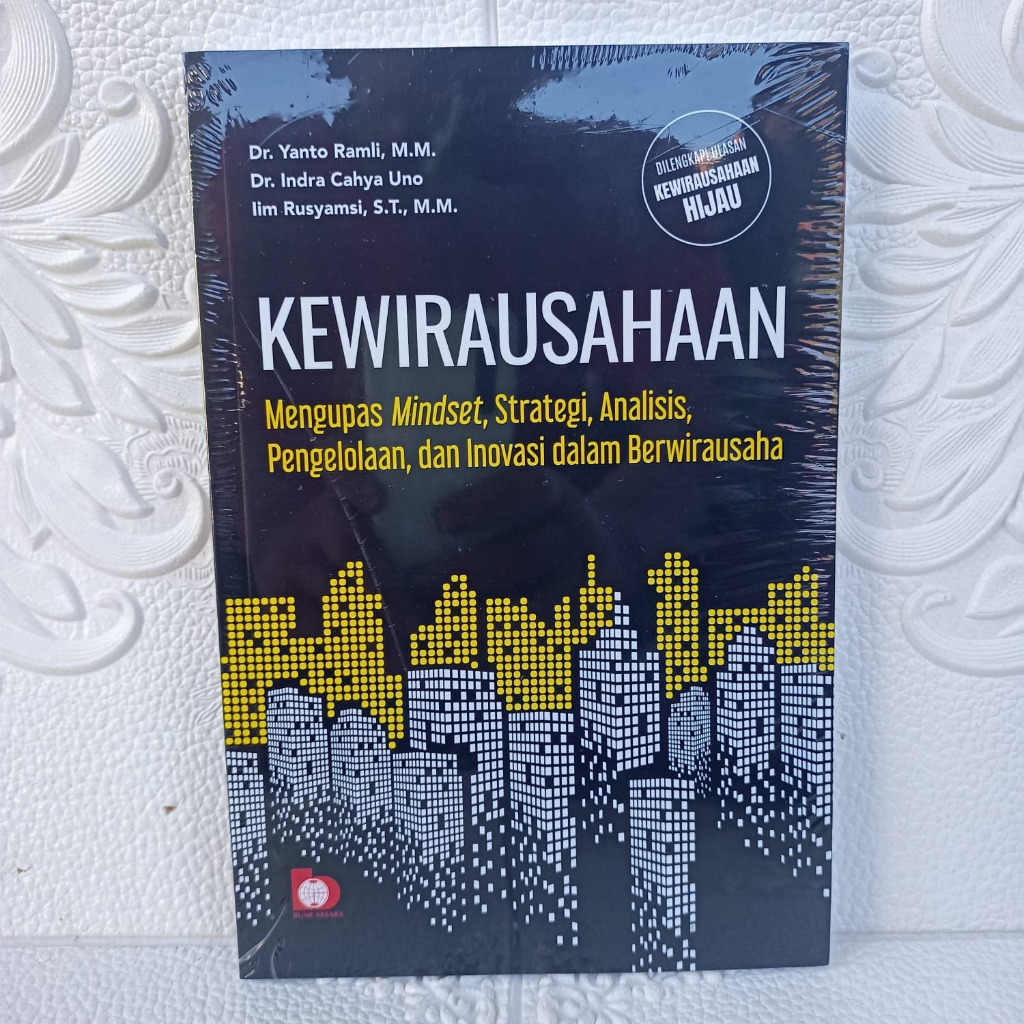 Dr. Yanto Ramli, M.M.
Dr. Indra Cahya Uno
Iim Rusyamsi, S.T., M.M.
DILENGKAPI ULASAN
KEWIRAUSAHAAN
HIJAU
KEWIRAUSAHAAN
Mengupas Mindset, Strategi, Analisis,
Pengelolaan, dan Inovasi dalam Berwirausaha
BUMI AKSARA